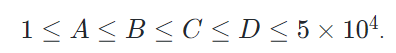 1 ≤ A ≤ B ≤ C ≤ D ≤ 5 × 10⁴.